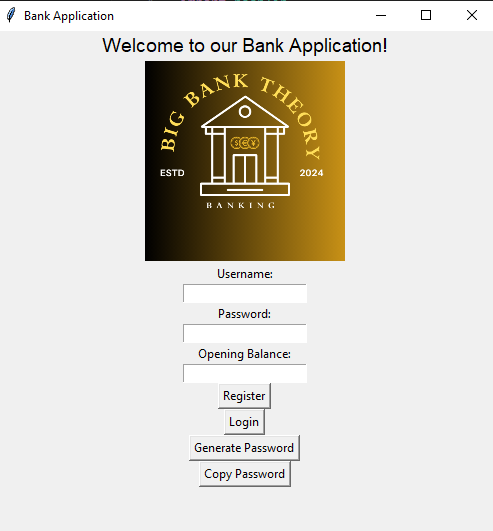 Bank Application
Welcome to our Bank Application!
BIG BANK THEORY
$ € ¥
ESTD 2024
BANKING
Username:
Password:
Opening Balance:
Register
Login
Generate Password
Copy Password